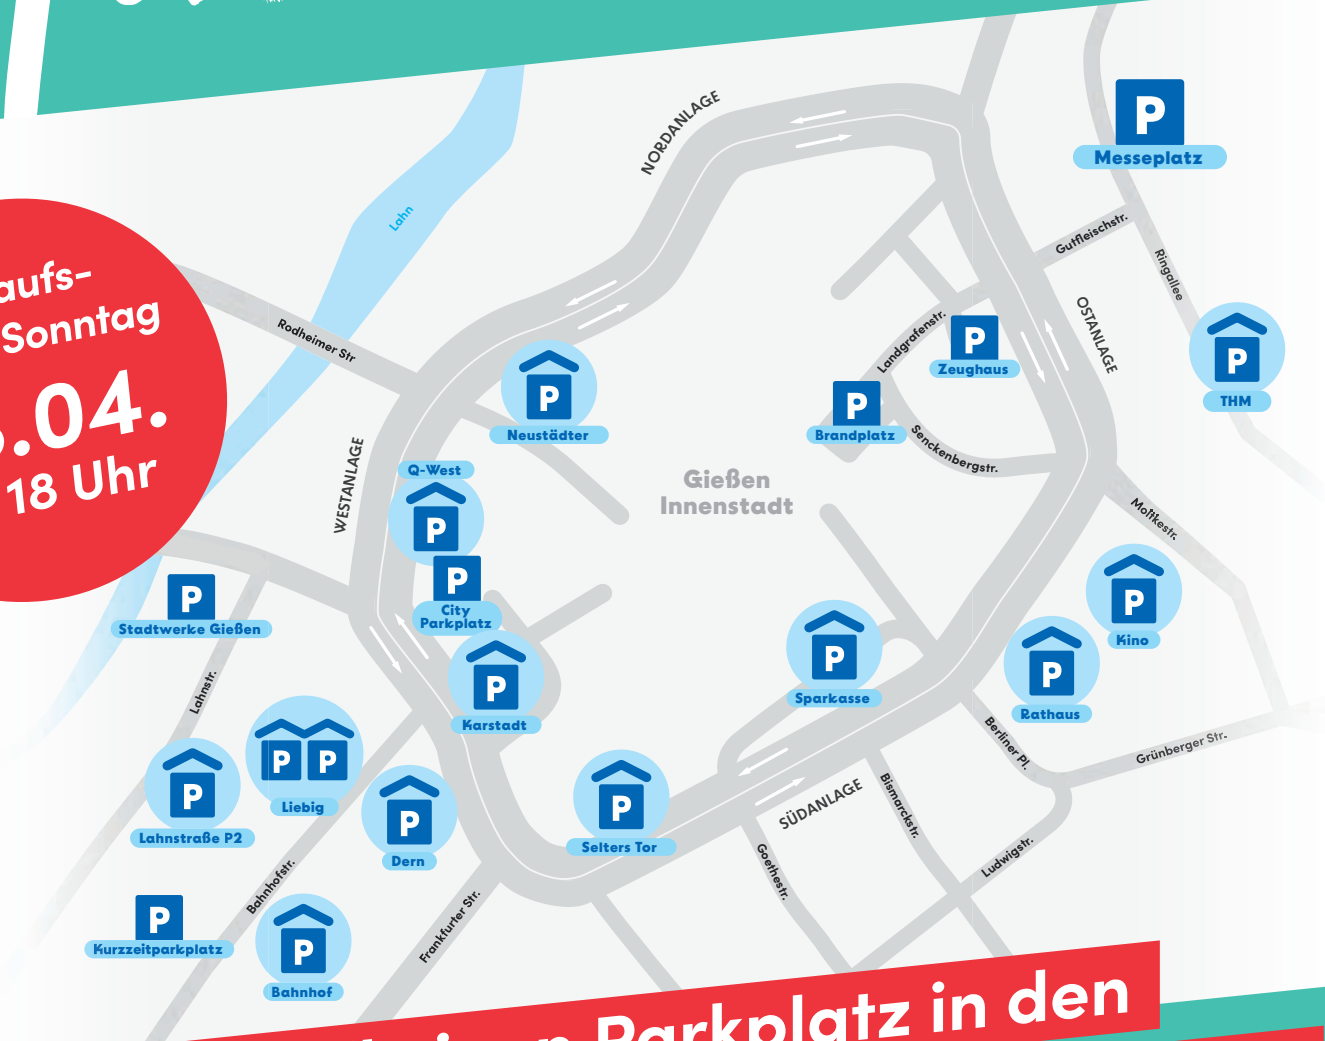 NORDANLAGE
P
Messeplatz
Lahn
Gutfleischstr.
Ringallee
Sonntag
.04.
18 Uhr
Rodheimer Str
OSTANLAGE
Landgrafenstr.
P
Zeughaus
P
THM
P
Neustädter
P
Brandplatz
Senckenbergstr.
WESTANLAGE
Q-West
P
Gießen
Innenstadt
Moltkestr.
P
City
Parkplatz
P
Stadtwerke Gießen
P
Kino
P
Sparkasse
P
Rathaus
P
Karstadt
Lahnstr.
Berliner Pl.
Grünberger Str.
P P
Liebig
P
Lahnstraße P2
P
Dern
P
Selters Tor
SÜDANLAGE
Bismarckstr.
Goethestr.
Ludwigstr.
Bahnhofstr.
Frankfurter Str.
P
Kurzzeitparkplatz
P
Bahnhof
Parkplatz in den